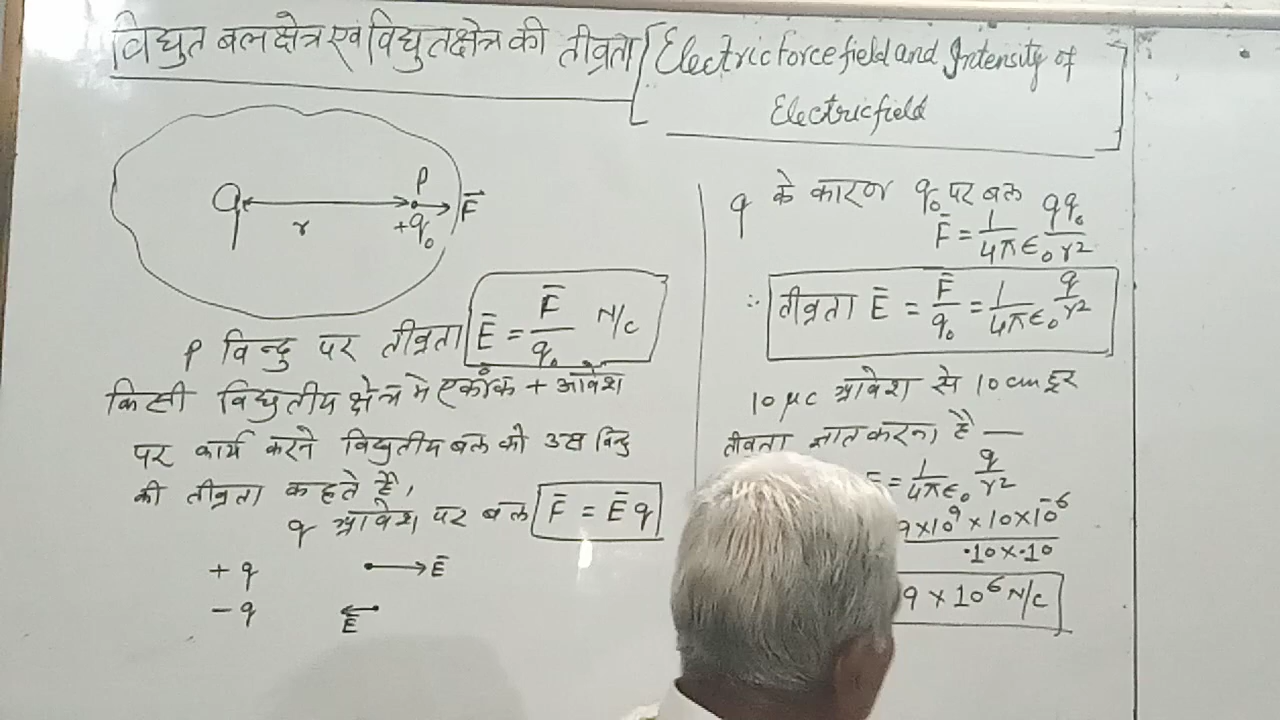 विद्युत बल क्षेत्र एवं विद्युत क्षेत्र की तीव्रता [Electric force field and Intensity of
Electric field]
q r P +q₀ F⃗
P विन्दु पर तीव्रता E̅ = F̅/q₀ N/C
किसी विद्युतीय क्षेत्र मे एकांक + आवेश
पर कार्य करने विद्युतीय बल को उस विन्दु
की तीव्रता कहते हैं,
q आवेश पर बल F̅ = E̅ q
+ q E̅
- q E̅
q के कारण q₀ पर बल
F̅ = 1/4πε₀ qq₀/r²
∴ तीव्रता E̅ = F̅/q₀ = 1/4πε₀ q/r²
10 μc आवेश से 10 cm दूर
तीव्रता ज्ञात करना है —
= 1/4πε₀ q/r²
9 × 10⁹ × 10 × 10⁻⁶ / .10 × .10
9 × 10⁶ N/C